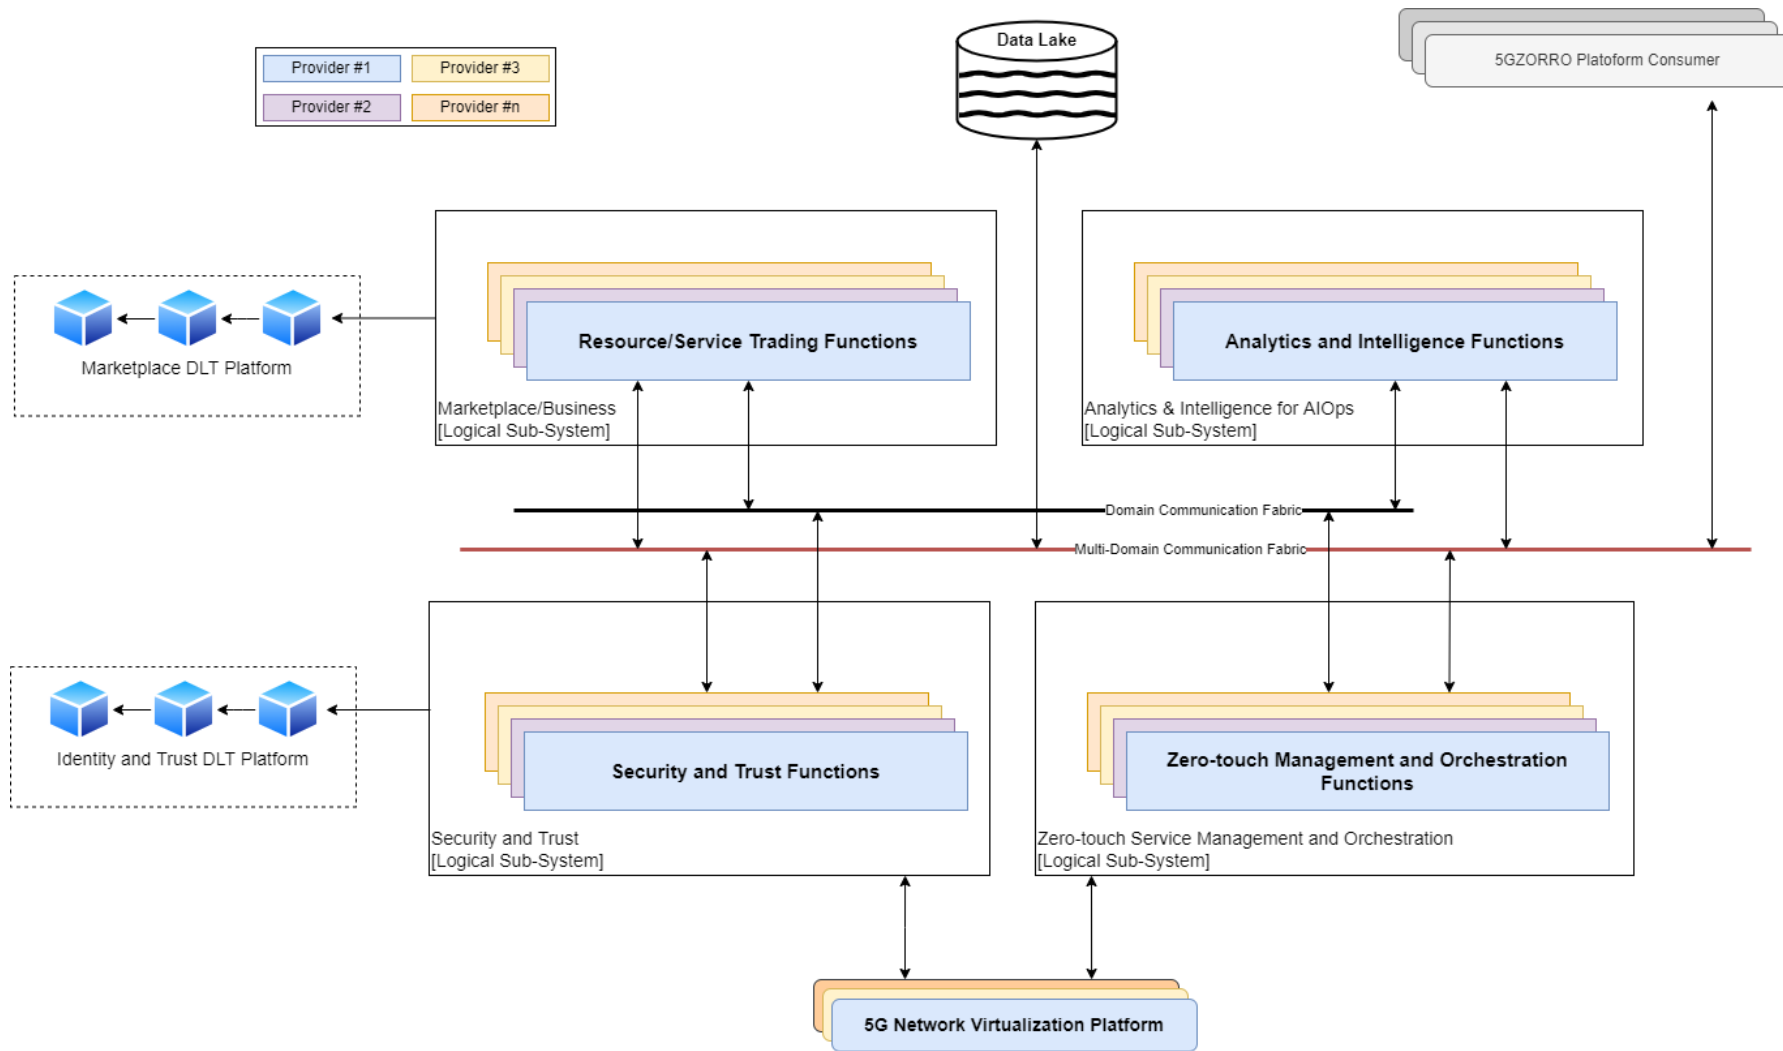 Data Lake
5GZORRO Platoform Consumer
Provider #1
Provider #3
Provider #2
Provider #n
Marketplace DLT Platform
Resource/Service Trading Functions
Marketplace/Business
[Logical Sub-System]
Analytics and Intelligence Functions
Analytics & Intelligence for AIOps
[Logical Sub-System]
Domain Communication Fabric
Multi-Domain Communication Fabric
Identity and Trust DLT Platform
Security and Trust Functions
Security and Trust
[Logical Sub-System]
Zero-touch Management and Orchestration
Functions
Zero-touch Service Management and Orchestration
[Logical Sub-System]
5G Network Virtualization Platform